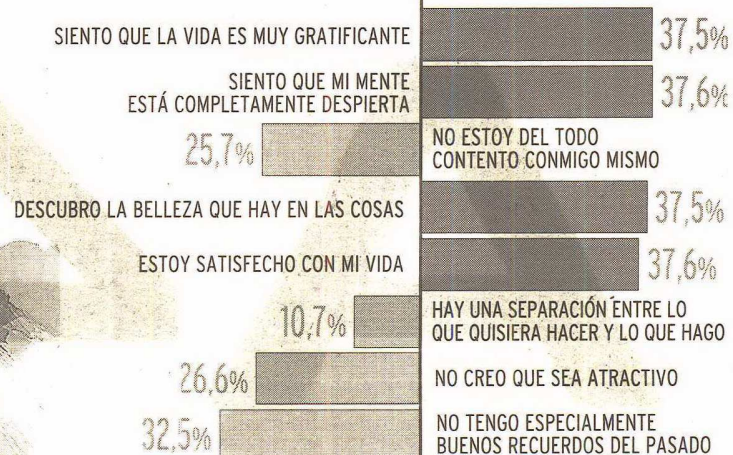 SIENTO QUE LA VIDA ES MUY GRATIFICANTE
37,5%
SIENTO QUE MI MENTE
ESTÁ COMPLETAMENTE DESPIERTA
37,6%
25,7%
NO ESTOY DEL TODO
CONTENTO CONMIGO MISMO
DESCUBRO LA BELLEZA QUE HAY EN LAS COSAS
37,5%
ESTOY SATISFECHO CON MI VIDA
37,6%
10,7%
HAY UNA SEPARACIÓN ENTRE LO
QUE QUISIERA HACER Y LO QUE HAGO
26,6%
NO CREO QUE SEA ATRACTIVO
32,5%
NO TENGO ESPECIALMENTE
BUENOS RECUERDOS DEL PASADO